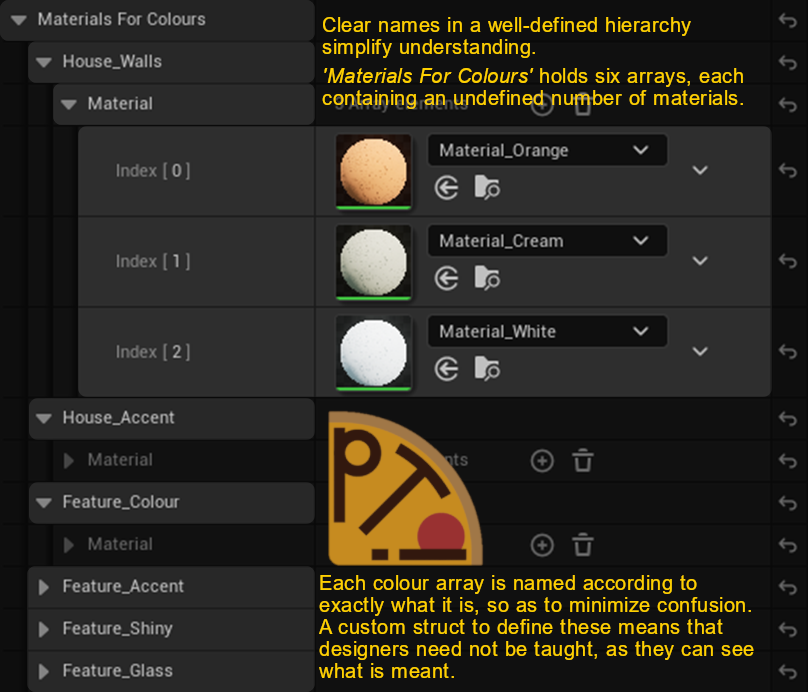 Materials For Colours
Clear names in a well-defined hierarchy
simplify understanding.
House_Walls
'Materials For Colours' holds six arrays, each
containing an undefined number of materials.
Material
Array elements
Index [ 0 ]
Material_Orange
Index [ 1 ]
Material_Cream
Index [ 2 ]
Material_White
House_Accent
Material
Feature_Colour
Material
Feature_Accent
Feature_Shiny
Feature_Glass
Each colour array is named according to
exactly what it is, so as to minimize confusion.
A custom struct to define these means that
designers need not be taught, as they can see
what is meant.